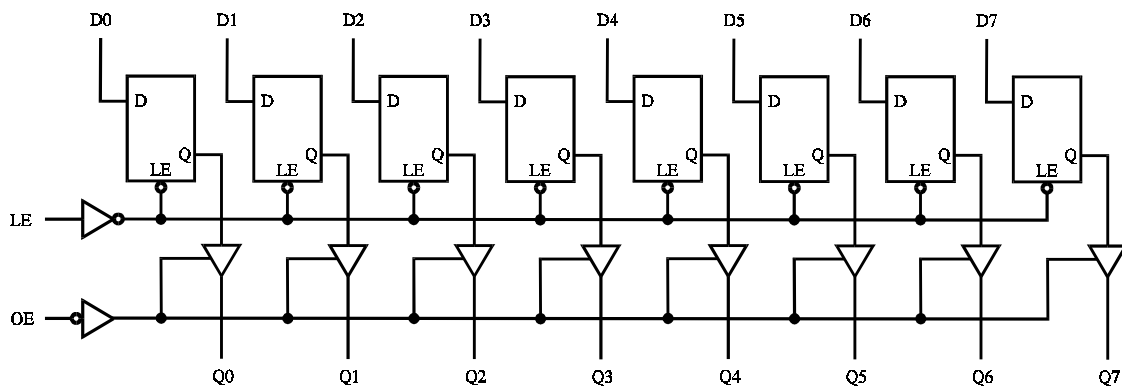 D0 D1 D2 D3 D4 D5 D6 D7
D D D D D D D D
Q Q Q Q Q Q Q Q
LE LE LE LE LE LE LE LE
LE
OE
Q0 Q1 Q2 Q3 Q4 Q5 Q6 Q7